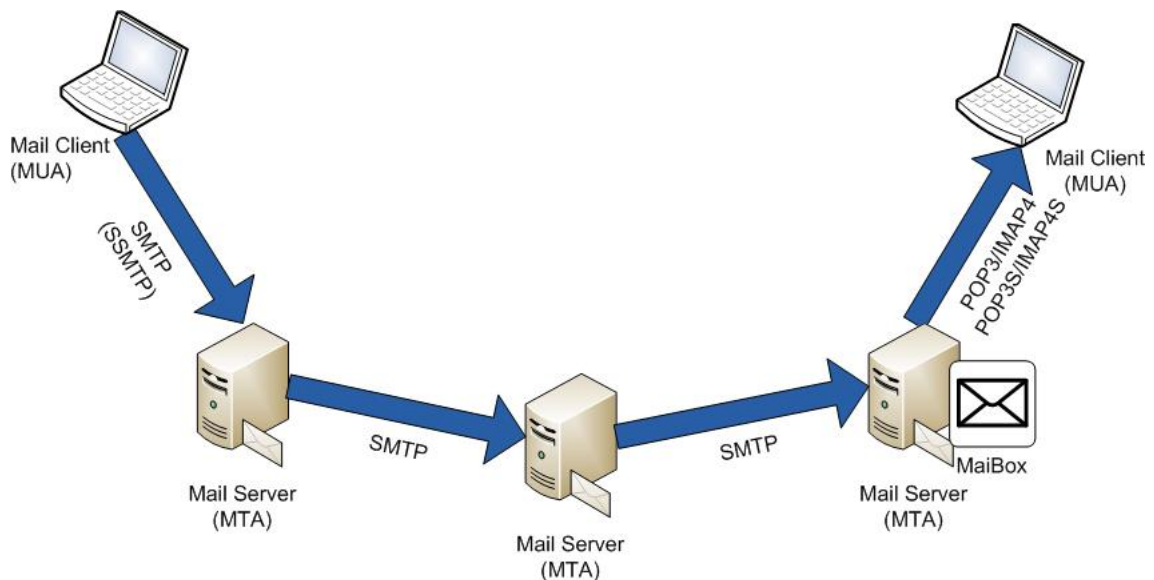 Mail Client
(MUA)
SMTP
(SSMTP)
Mail Server
(MTA)
SMTP
Mail Server
(MTA)
SMTP
Mail Server
(MTA)
MaiBox
POP3/IMAP4
POP3S/IMAP4S
Mail Client
(MUA)